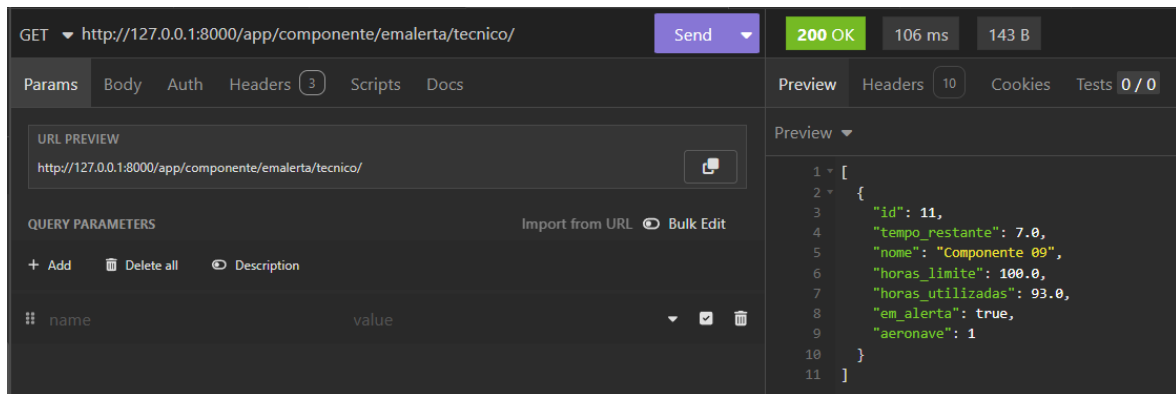 GET http://127.0.0.1:8000/app/componente/emalerta/tecnico/ Send
Params Body Auth Headers 3 Scripts Docs
URL PREVIEW
http://127.0.0.1:8000/app/componente/emalerta/tecnico/
QUERY PARAMETERS Import from URL Bulk Edit
+ Add Delete all Description
name value
200 OK 106 ms 143 B
Preview Headers 10 Cookies Tests 0 / 0
Preview
1 [
2 {
3 "id": 11,
4 "tempo_restante": 7.0,
5 "nome": "Componente 09",
6 "horas_limite": 100.0,
7 "horas_utilizadas": 93.0,
8 "em_alerta": true,
9 "aeronave": 1
10 }
11 ]